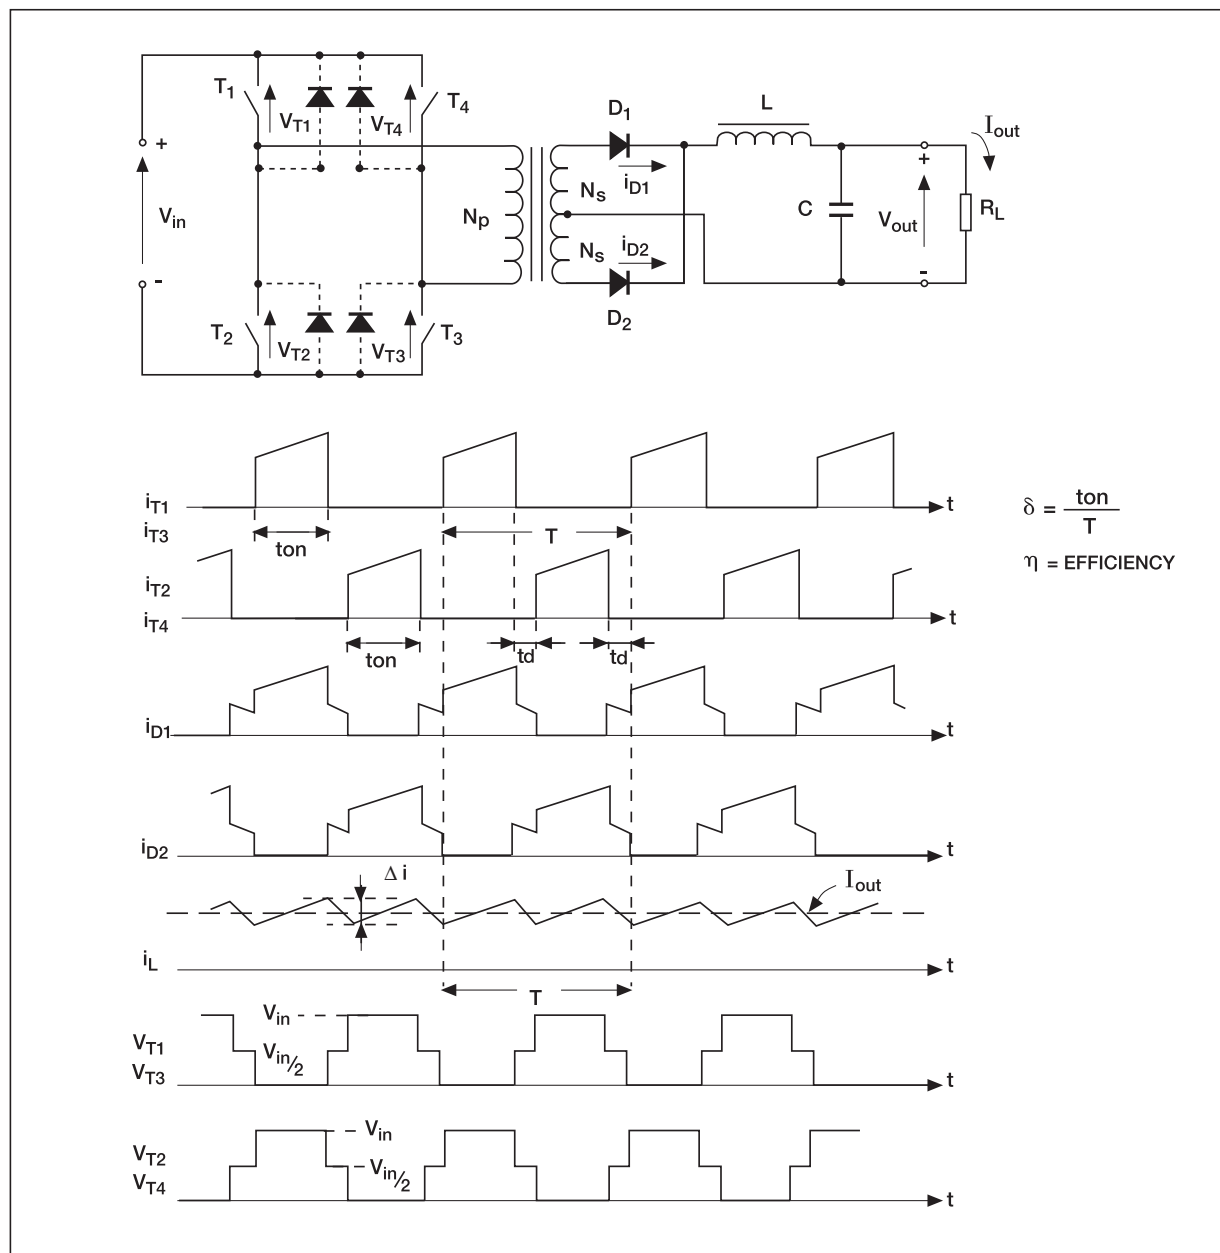 T1
VT1
VT4
T4
D1
L
Iout
+
iD1
+
Vin
Np
Ns
C
Vout
RL
Ns
iD2
-
-
T2
VT2
VT3
T3
D2
iT1
t
iT3
ton
T
δ = ton
T
η = EFFICIENCY
iT2
iT4
t
ton
td
td
iD1
t
iD2
t
Δ i
Iout
iL
t
T
Vin
VT1
Vin/2
VT3
t
Vin
VT2
Vin/2
VT4
t